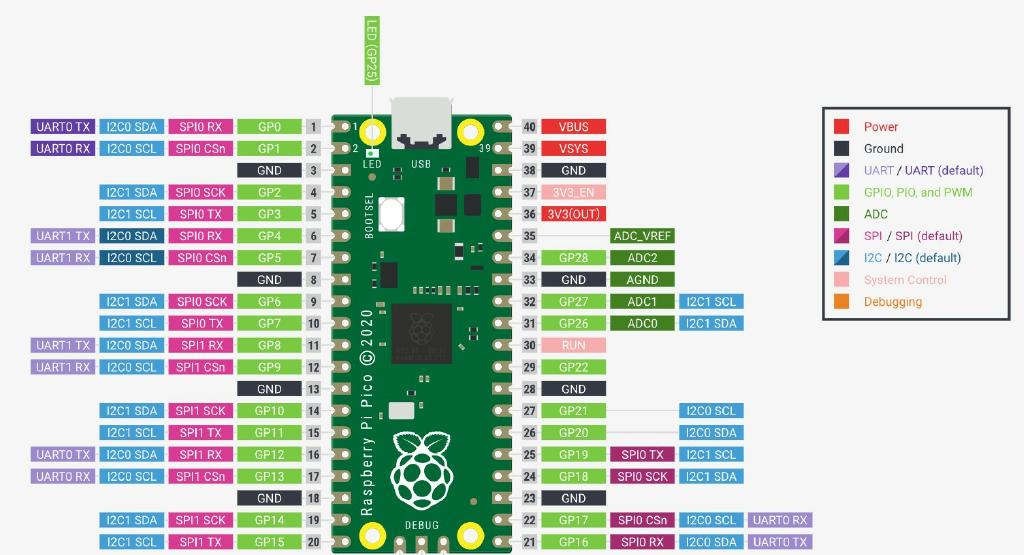 LED (GP25)
UART0 TX I2C0 SDA SPI0 RX GP0 1 1 40 VBUS
UART0 RX I2C0 SCL SPI0 CSn GP1 2 2 39 39 VSYS
LED USB
GND 3 38 GND
I2C1 SDA SPI0 SCK GP2 4 37 3V3_EN
I2C1 SCL SPI0 TX GP3 5 36 3V3(OUT)
BOOTSEL
UART1 TX I2C0 SDA SPI0 RX GP4 6 35 ADC_VREF
UART1 RX I2C0 SCL SPI0 CSn GP5 7 34 GP28 ADC2
GND 8 33 GND AGND
I2C1 SDA SPI0 SCK GP6 9 32 GP27 ADC1 I2C1 SCL
I2C1 SCL SPI0 TX GP7 10 31 GP26 ADC0 I2C1 SDA
UART1 TX I2C0 SDA SPI1 RX GP8 11 30 RUN
UART1 RX I2C0 SCL SPI1 CSn GP9 12 29 GP22
GND 13 28 GND
I2C1 SDA SPI1 SCK GP10 14 27 GP21 I2C0 SCL
I2C1 SCL SPI1 TX GP11 15 26 GP20 I2C0 SDA
UART0 TX I2C0 SDA SPI1 RX GP12 16 25 GP19 SPI0 TX I2C1 SCL
UART0 RX I2C0 SCL SPI1 CSn GP13 17 24 GP18 SPI0 SCK I2C1 SDA
GND 18 23 GND
I2C1 SDA SPI1 SCK GP14 19 22 GP17 SPI0 CSn I2C0 SCL UART0 RX
I2C1 SCL SPI1 TX GP15 20 21 GP16 SPI0 RX I2C0 SDA UART0 TX
Raspberry Pi Pico © 2020
DEBUG
Power
Ground
UART / UART (default)
GPIO, PIO, and PWM
ADC
SPI / SPI (default)
I2C / I2C (default)
System Control
Debugging